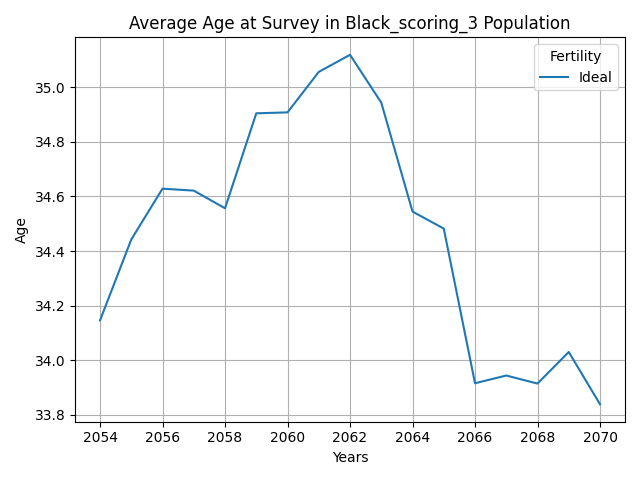 Average Age at Survey in Black_scoring_3 Population
Fertility
Ideal
35.0
34.8
34.6
34.4
34.2
34.0
33.8
Age
2054 2056 2058 2060 2062 2064 2066 2068 2070
Years